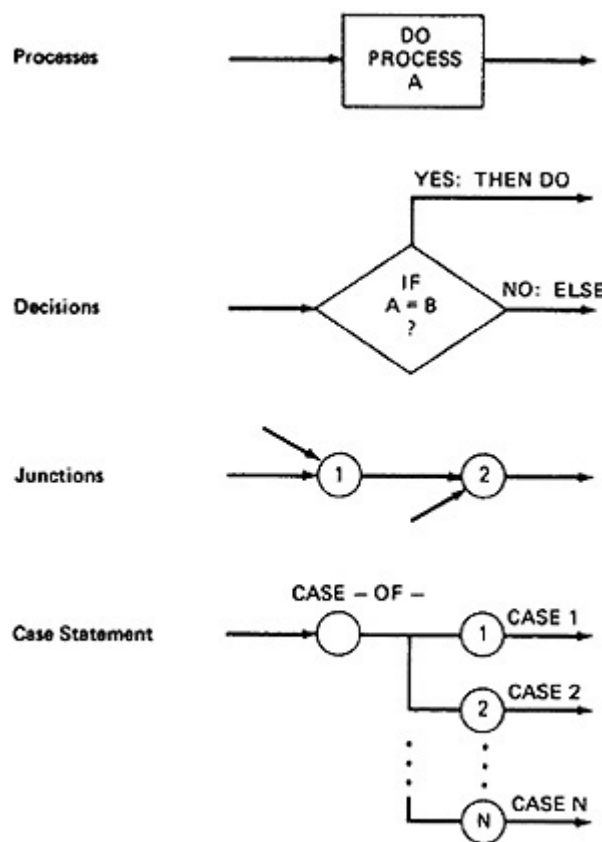 Processes
DO
PROCESS
A
YES: THEN DO
Decisions
IF
A = B
?
NO: ELSE
Junctions
1
2
CASE – OF –
Case Statement
1
CASE 1
2
CASE 2
N
CASE N